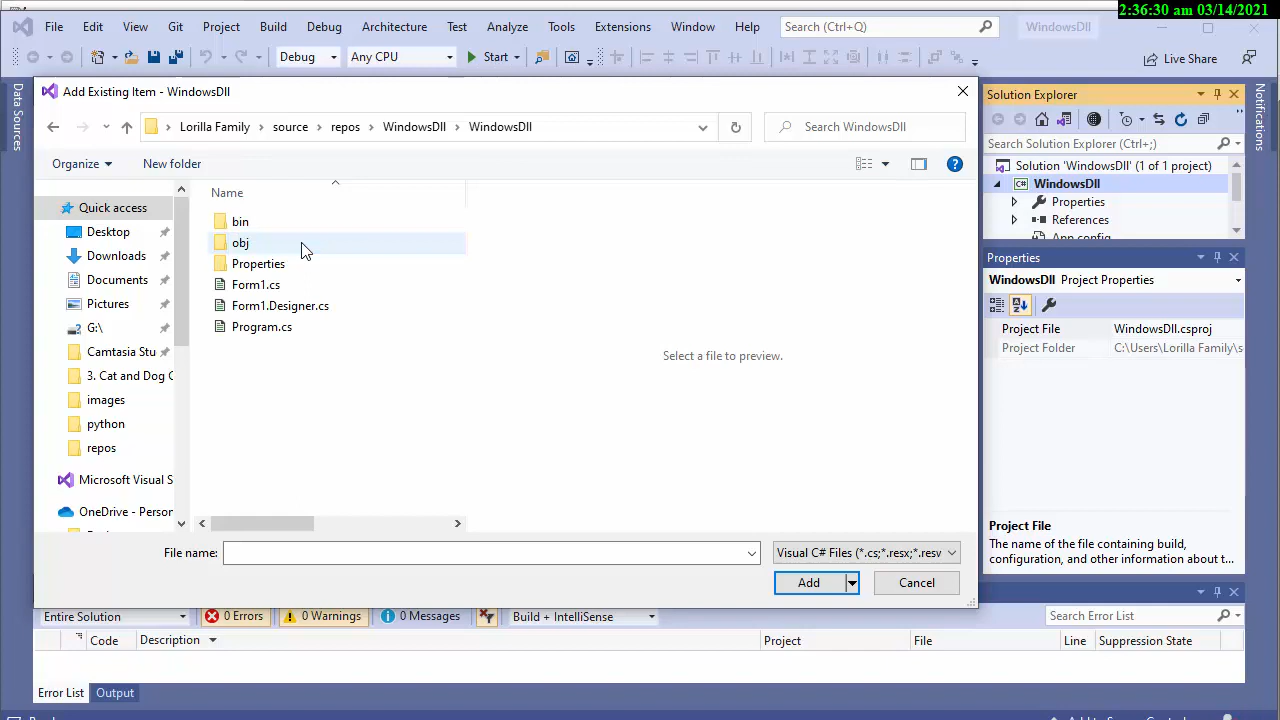 2:36:30 am 03/14/2021
File Edit View Git Project Build Debug Architecture Test Analyze Tools Extensions Window Help Search (Ctrl+Q) WindowsDll
Debug Any CPU Start Live Share
Data Sources
Add Existing Item - WindowsDll
Lorilla Family > source > repos > WindowsDll > WindowsDll
Search WindowsDll
Organize New folder
Name
Quick access
Desktop
Downloads
Documents
Pictures
G:\
Camtasia Stu
3. Cat and Dog C
images
python
repos
Microsoft Visual S
OneDrive - Person
bin
obj
Properties
Form1.cs
Form1.Designer.cs
Program.cs
Select a file to preview.
File name:
Visual C# Files (*.cs;*.resx;*.resw
Add Cancel
Solution Explorer
Search Solution Explorer (Ctrl+;)
Solution 'WindowsDll' (1 of 1 project)
C# WindowsDll
Properties
References
App.config
Properties
WindowsDll Project Properties
Project File WindowsDll.csproj
Project Folder C:\Users\Lorilla Family\s
Project File
The name of the file containing build, configuration, and other information about t...
Notifications
Entire Solution 0 Errors 0 Warnings 0 Messages Build + IntelliSense Search Error List
Code Description Project File Line Suppression State
Error List Output